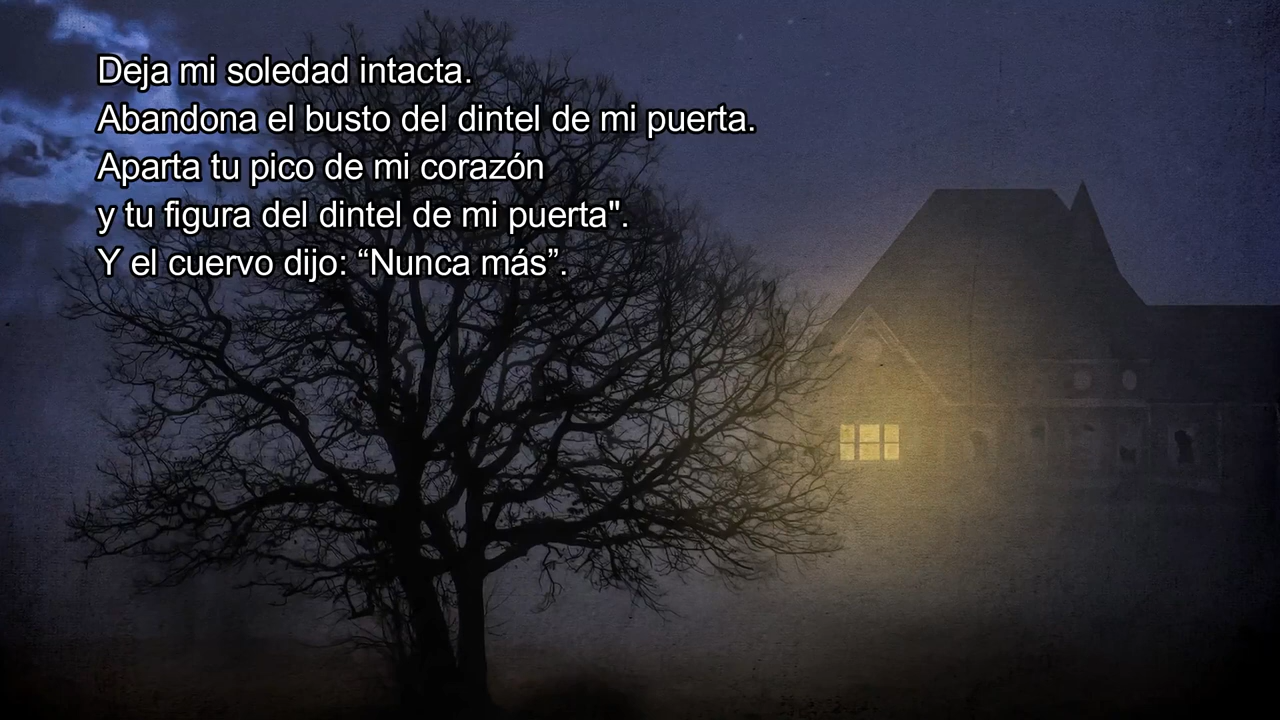 Deja mi soledad intacta.
Abandona el busto del dintel de mi puerta.
Aparta tu pico de mi corazón
y tu figura del dintel de mi puerta".
Y el cuervo dijo: “Nunca más”.